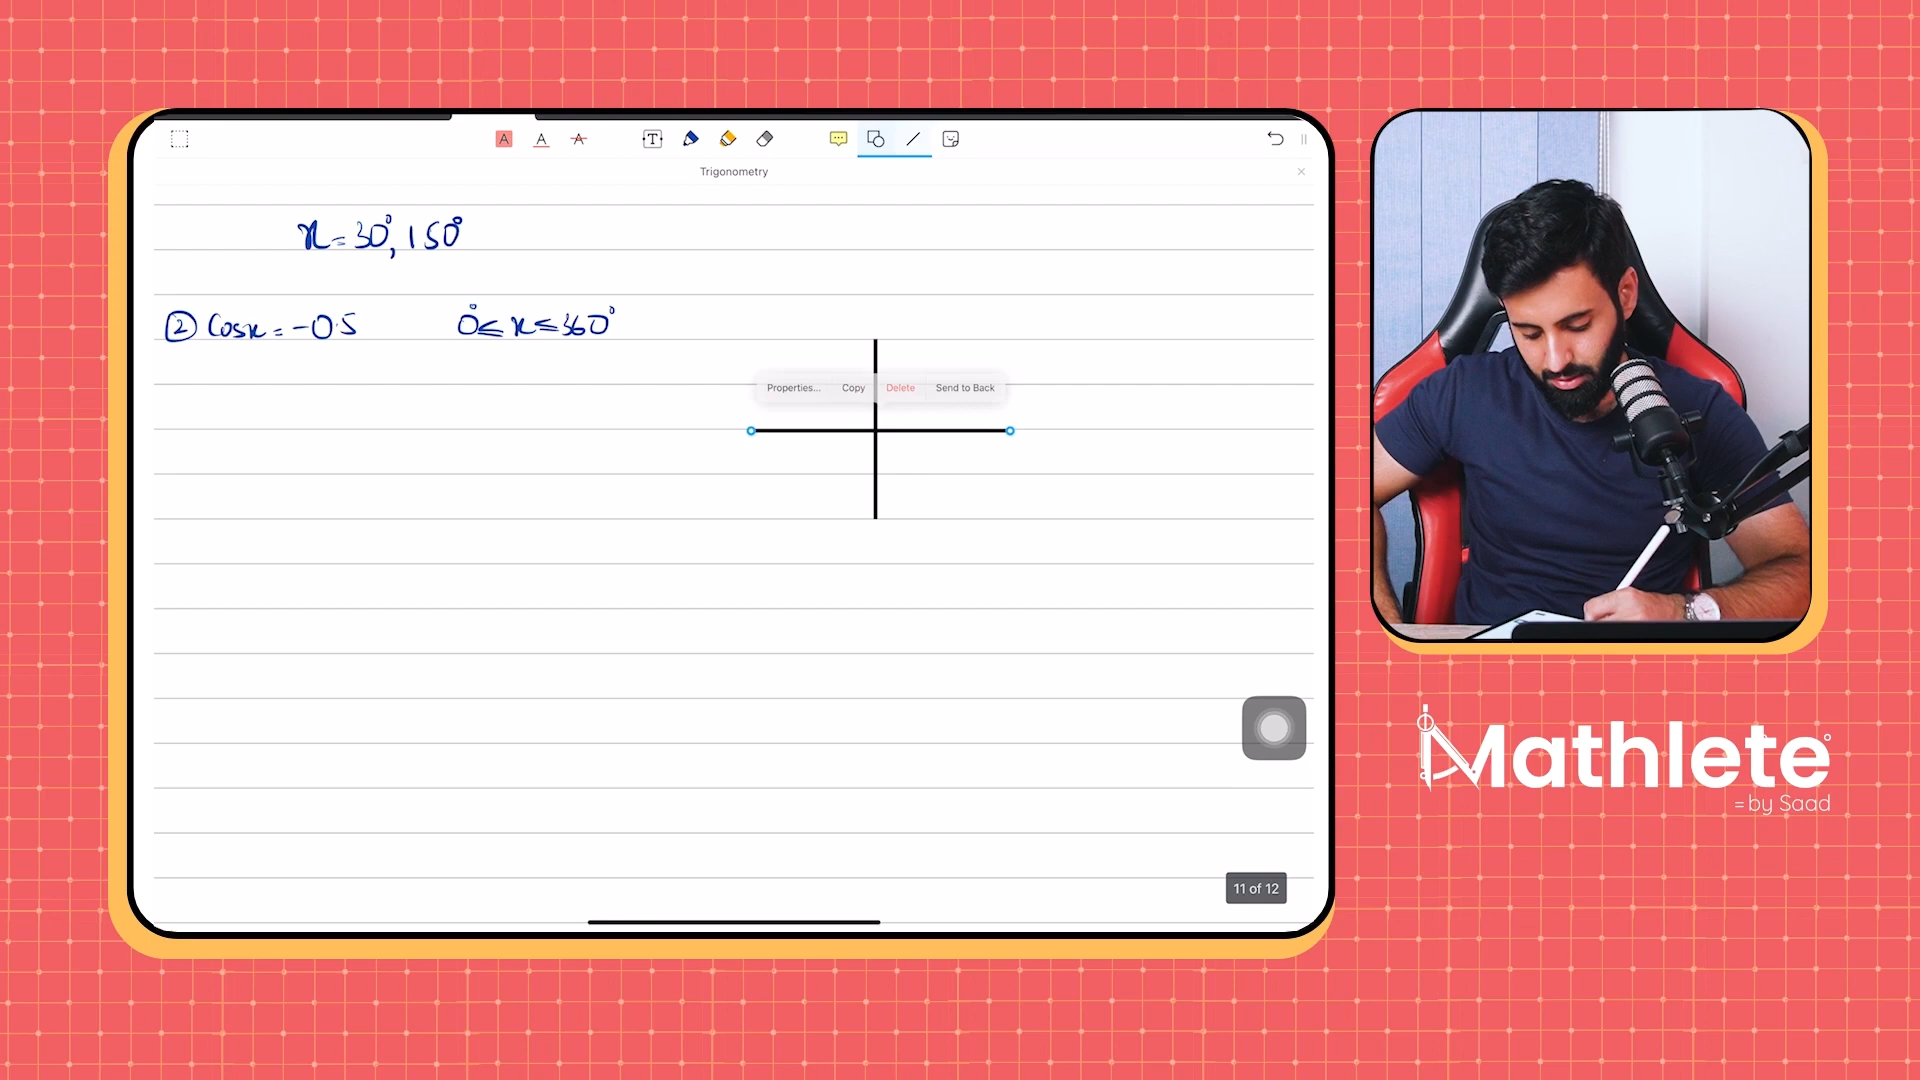 A A A T
Trigonometry
x = 30°, 150°
② Cosx = -0.5 0° ≤ x ≤ 360°
Properties... Copy Delete Send to Back
11 of 12
Mathlete
= by Saad